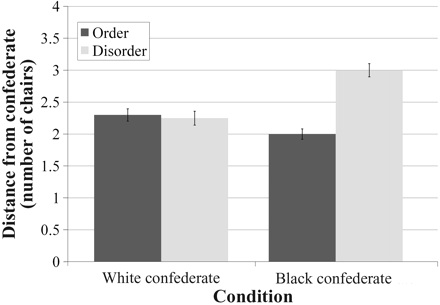 4
3.5
3
2.5
2
1.5
1
0.5
0
Distance from confederate
(number of chairs)
Order
Disorder
White confederate
Black confederate
Condition